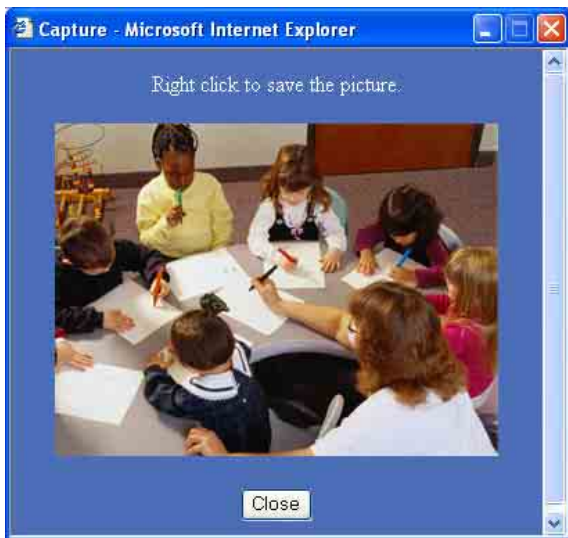 Capture - Microsoft Internet Explorer
Right click to save the picture.
Close